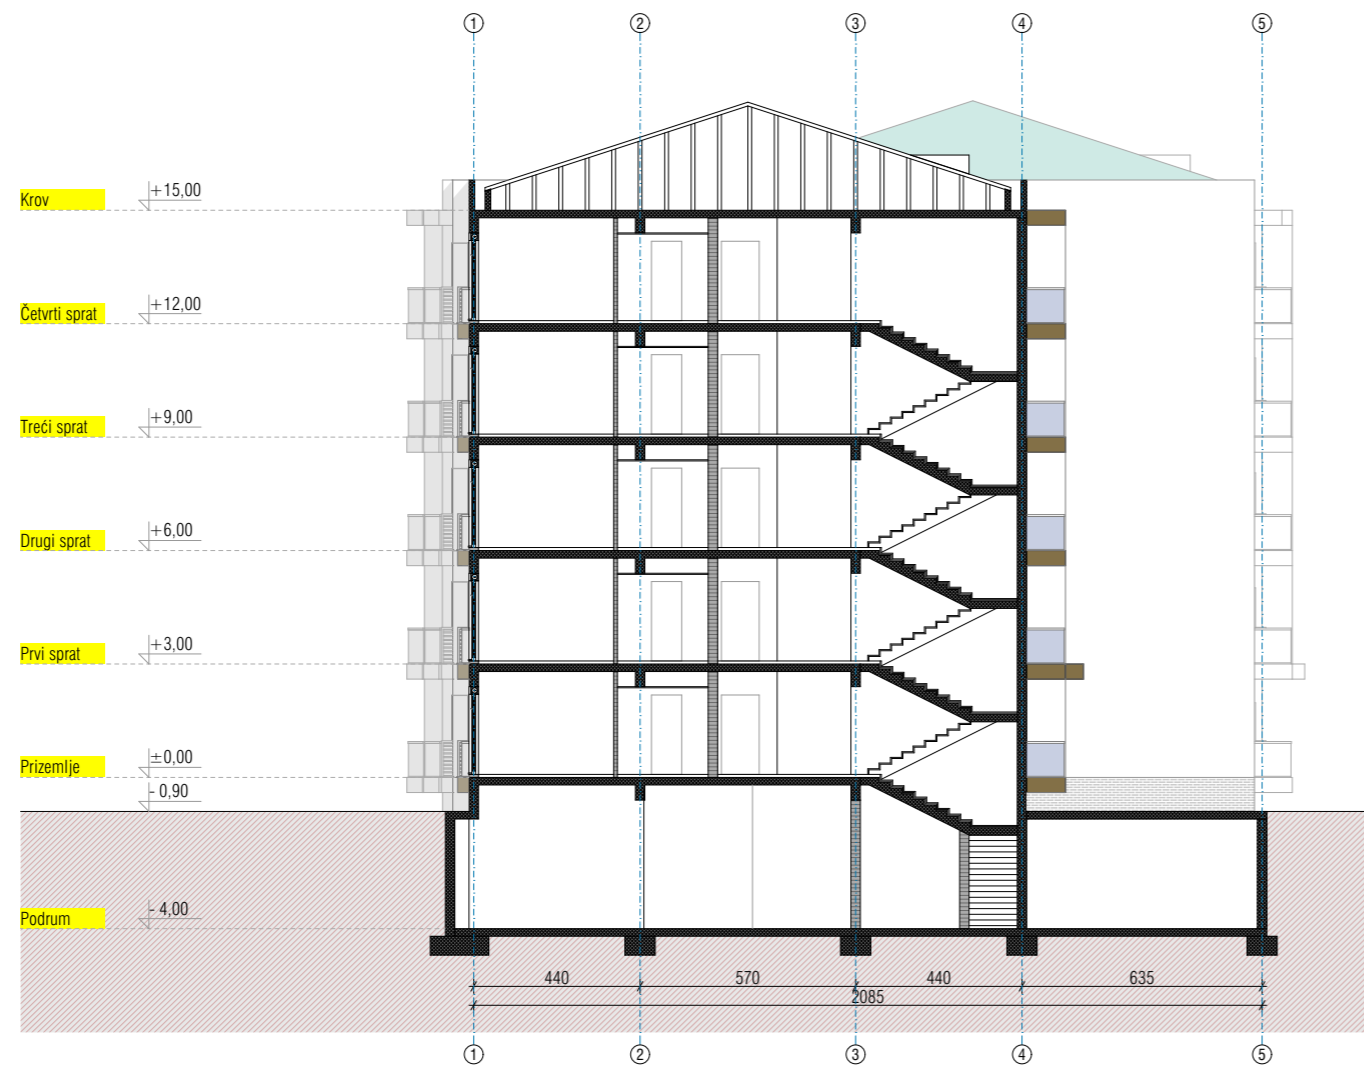 1 2 3 4 5
Krov +15,00
Četvrti sprat +12,00
Treći sprat +9,00
Drugi sprat +6,00
Prvi sprat +3,00
Prizemlje ±0,00
- 0,90
Podrum - 4,00
440 570 440 635
2085
1 2 3 4 5